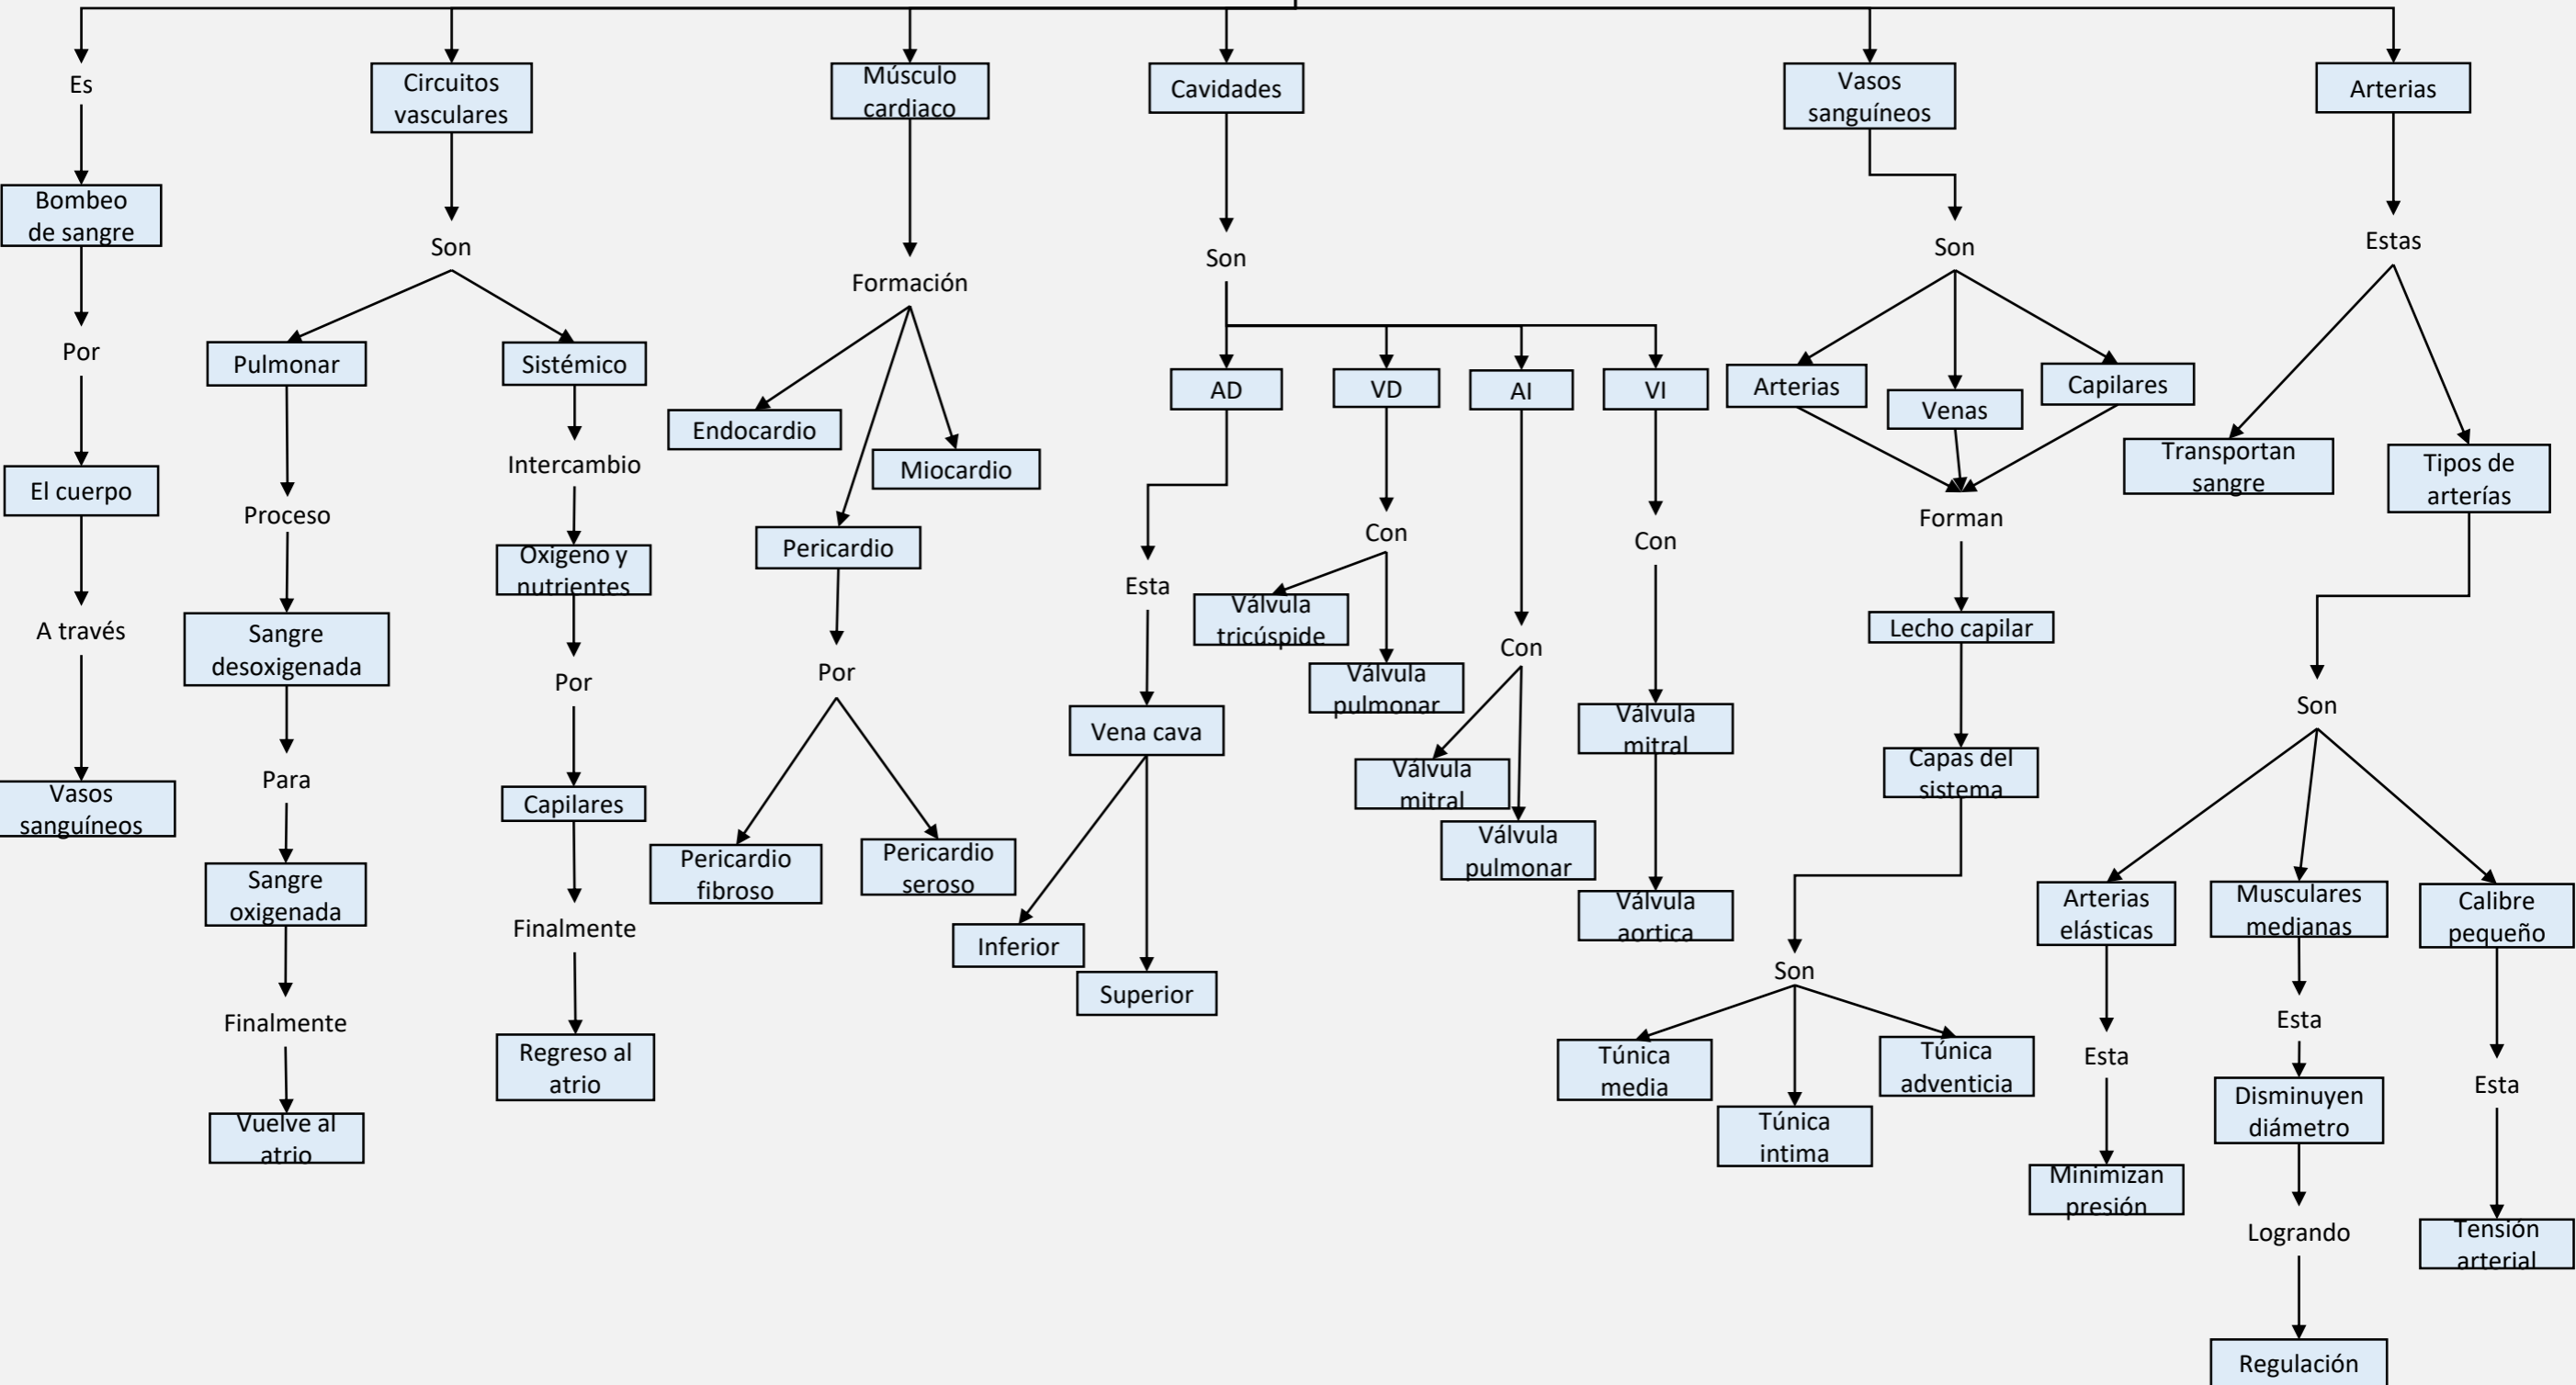 Es
Bombeo
de sangre
Por
El cuerpo
A través
Vasos
sanguíneos
Circuitos
vasculares
Son
Pulmonar
Proceso
Sangre
desoxigenada
Para
Sangre
oxigenada
Finalmente
Vuelve al
atrio
Sistémico
Intercambio
Oxigeno y
nutrientes
Por
Capilares
Finalmente
Regreso al
atrio
Músculo
cardiaco
Formación
Endocardio
Miocardio
Pericardio
Por
Pericardio
fibroso
Pericardio
seroso
Cavidades
Son
AD
Esta
Vena cava
Inferior
Superior
VD
Con
Válvula
tricúspide
Válvula
pulmonar
AI
Con
Válvula
mitral
Válvula
pulmonar
VI
Con
Válvula
mitral
Válvula
aortica
Vasos
sanguíneos
Son
Arterias
Venas
Capilares
Forman
Lecho capilar
Capas del
sistema
Son
Túnica
media
Túnica
intima
Túnica
adventicia
Arterias
Estas
Transportan
sangre
Tipos de
arterías
Son
Arterias
elásticas
Esta
Minimizan
presión
Musculares
medianas
Esta
Disminuyen
diámetro
Logrando
Regulación
Calibre
pequeño
Esta
Tensión
arterial